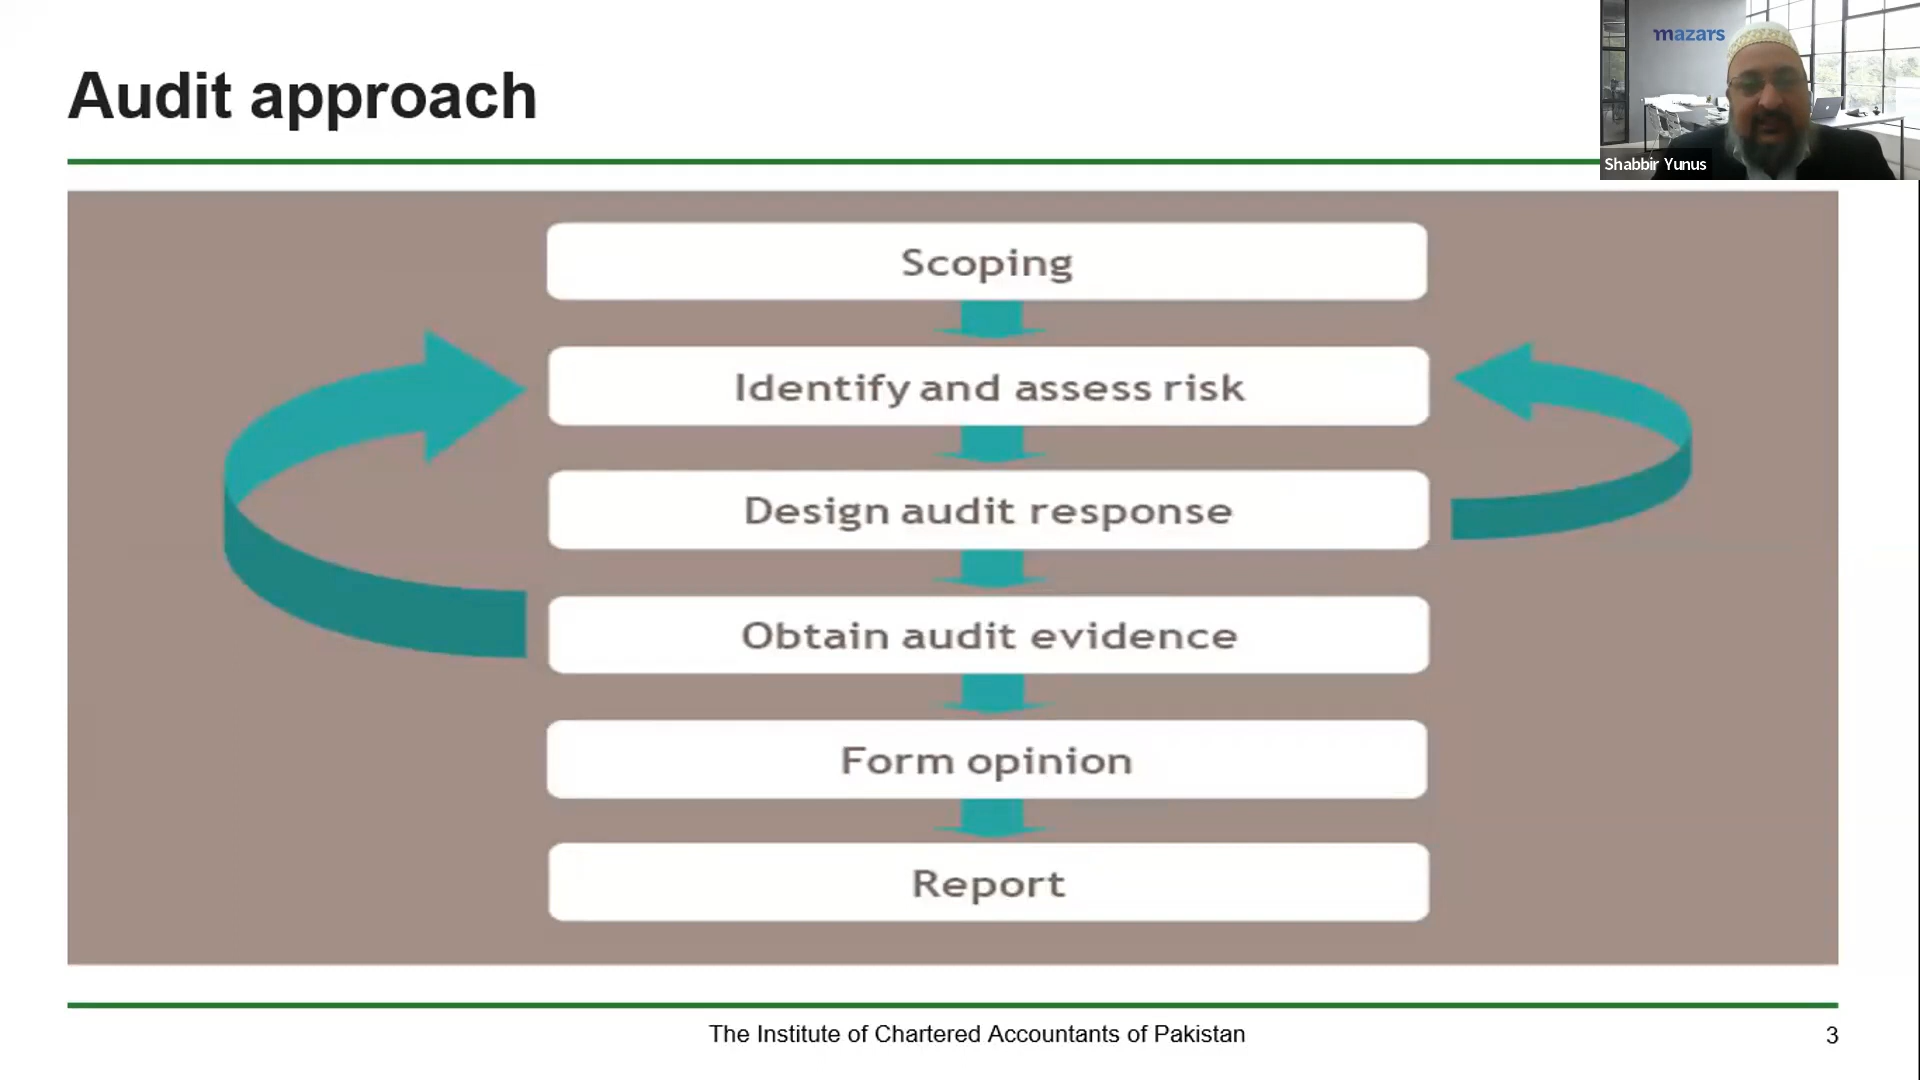 Audit approach
mazars
Shabbir Yunus
Scoping
Identify and assess risk
Design audit response
Obtain audit evidence
Form opinion
Report
The Institute of Chartered Accountants of Pakistan
3